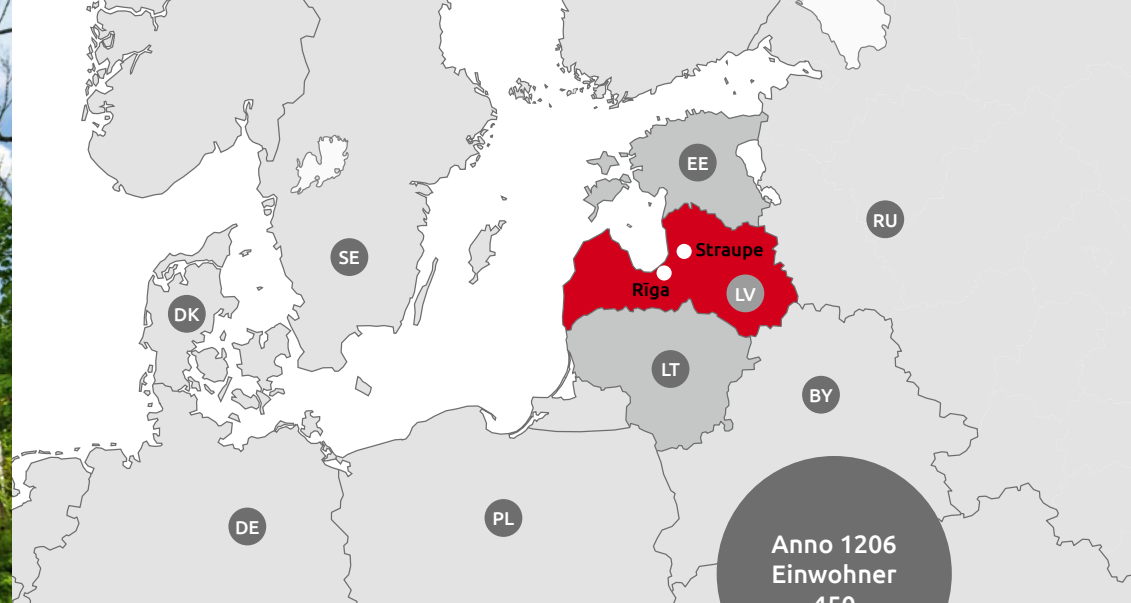 EE
RU
SE
Straupe
Rīga
LV
DK
LT
BY
PL
DE
Anno 1206
Einwohner